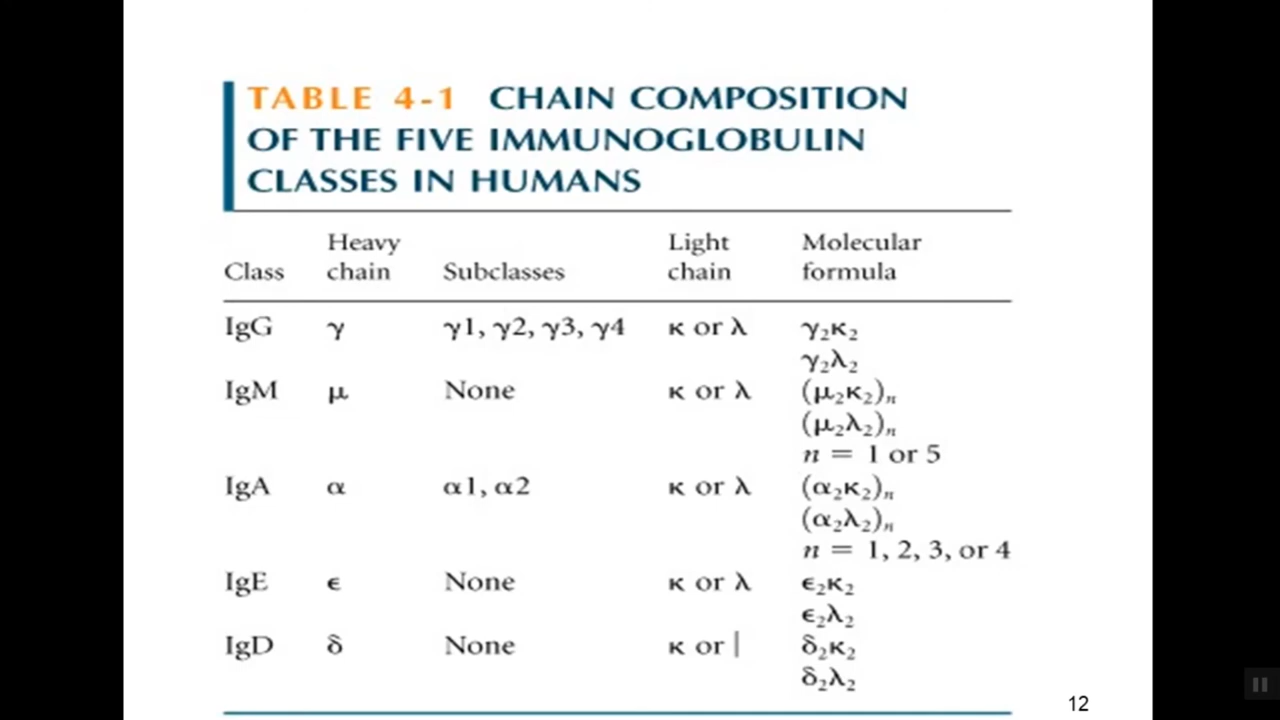 TABLE 4-1 CHAIN COMPOSITION
OF THE FIVE IMMUNOGLOBULIN
CLASSES IN HUMANS
Heavy Light Molecular
Class chain Subclasses chain formula
IgG γ γ1, γ2, γ3, γ4 κ or λ γ₂κ₂
γ₂λ₂
IgM μ None κ or λ (μ₂κ₂)ₙ
(μ₂λ₂)ₙ
n = 1 or 5
IgA α α1, α2 κ or λ (α₂κ₂)ₙ
(α₂λ₂)ₙ
n = 1, 2, 3, or 4
IgE ϵ None κ or λ ϵ₂κ₂
ϵ₂λ₂
IgD δ None κ or | δ₂κ₂
δ₂λ₂
12